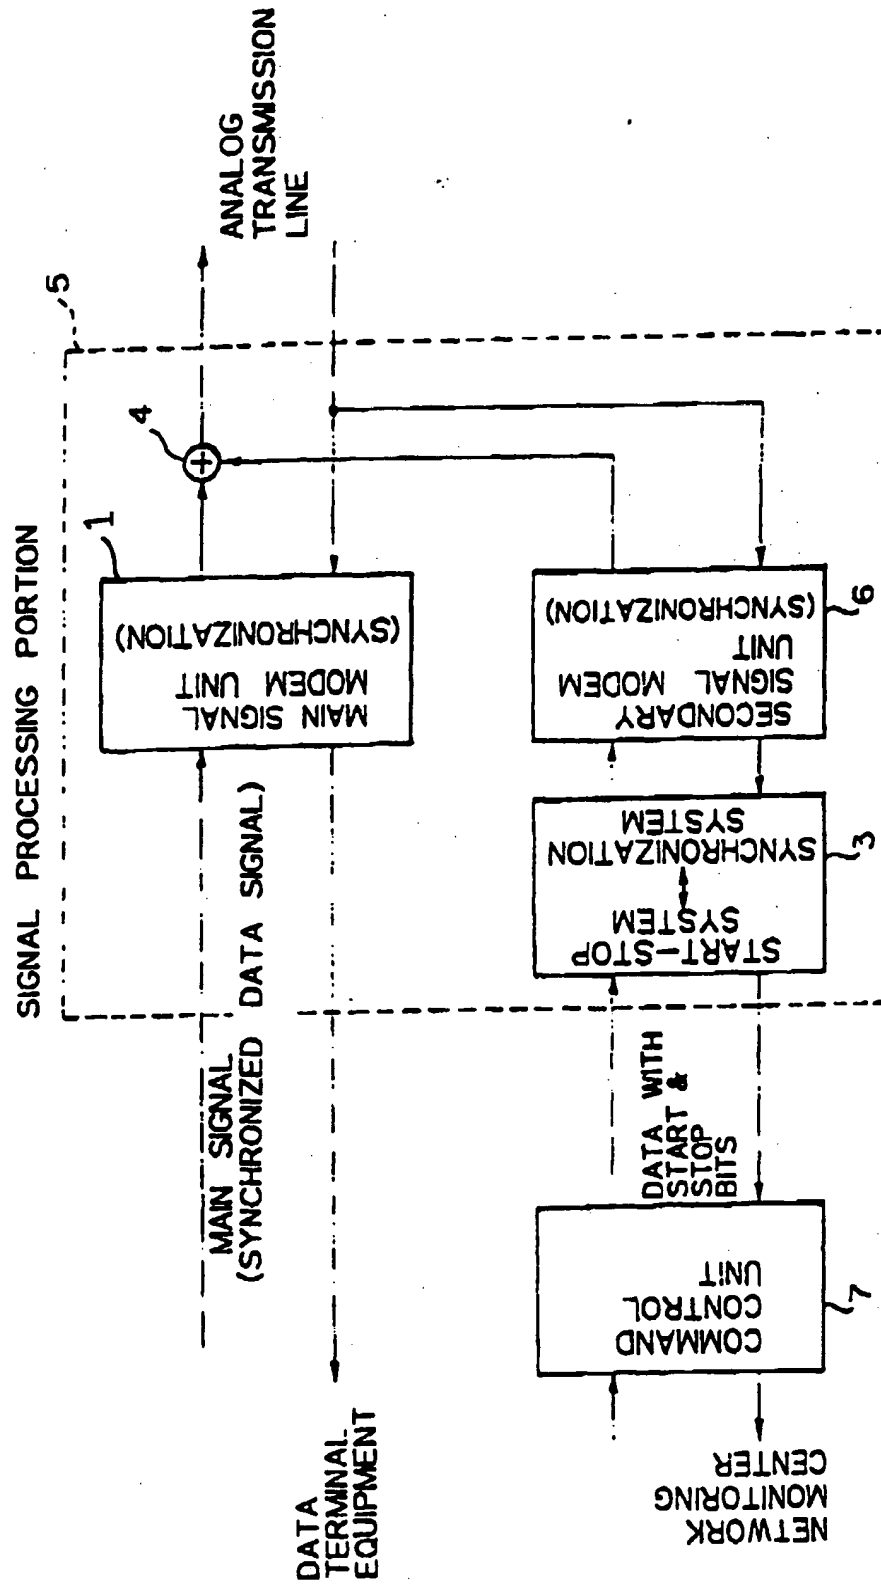 SIGNAL PROCESSING PORTION
5
ANALOG
TRANSMISSION
LINE
4
1
MAIN SIGNAL
MODEM UNIT
(SYNCHRONIZATION)
MAIN SIGNAL
(SYNCHRONIZED DATA SIGNAL)
DATA
TERMINAL
EQUIPMENT
SECONDARY
SIGNAL MODEM
UNIT
(SYNCHRONIZATION)
6
START-STOP
SYSTEM
SYNCHRONIZATION
SYSTEM
3
DATA WITH
START &
STOP
BITS
COMMAND
CONTROL
UNIT
7
NETWORK
MONITORING
CENTER